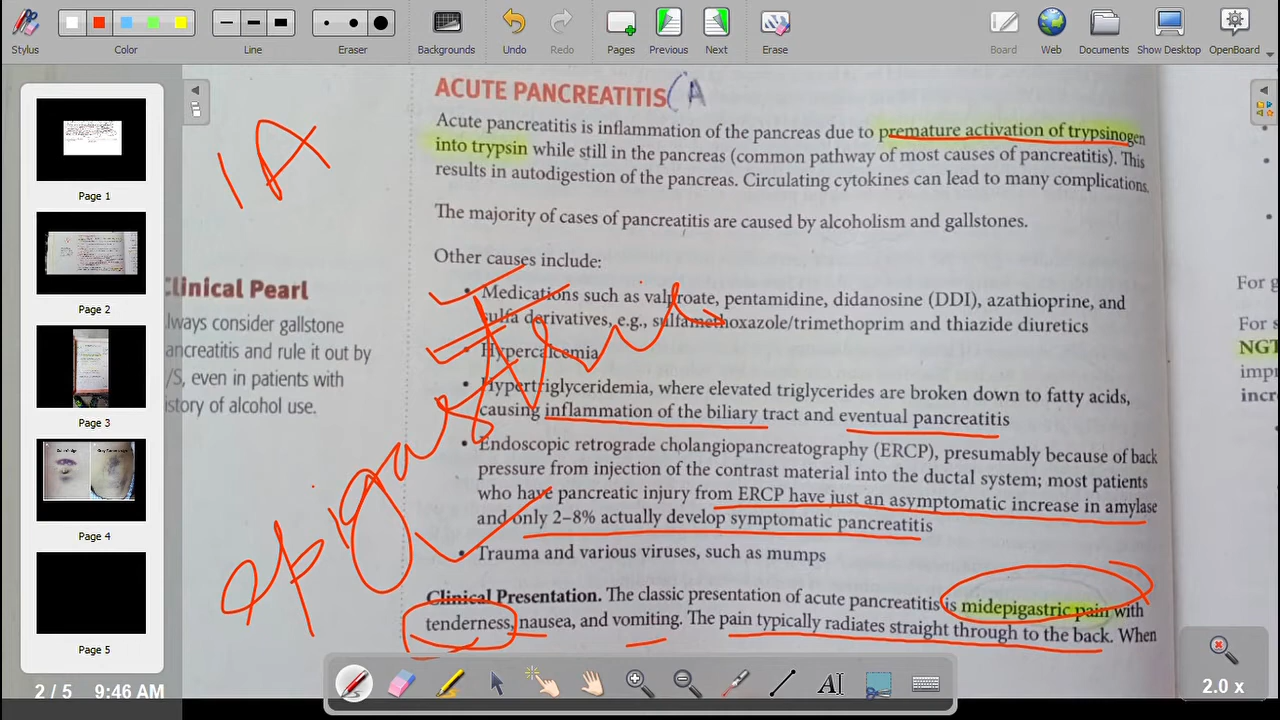 Stylus
Color
Line
Eraser
Backgrounds
Undo
Redo
Pages
Previous
Next
Erase
Board
Web
Documents
Show Desktop
OpenBoard
Page 1
Page 2
Page 3
Page 4
Page 5
2 / 5 9:46 AM
1A
linical Pearl
lways consider gallstone
ancreatitis and rule it out by
/S, even in patients with
istory of alcohol use.
ACUTE PANCREATITIS (A
Acute pancreatitis is inflammation of the pancreas due to premature activation of trypsinogen
into trypsin while still in the pancreas (common pathway of most causes of pancreatitis). This
results in autodigestion of the pancreas. Circulating cytokines can lead to many complications.
The majority of cases of pancreatitis are caused by alcoholism and gallstones.
Other causes include:
• Medications such as valproate, pentamidine, didanosine (DDI), azathioprine, and
sulfa derivatives, e.g., sulfamethoxazole/trimethoprim and thiazide diuretics
• Hypercalcemia
• Hypertriglyceridemia, where elevated triglycerides are broken down to fatty acids,
causing inflammation of the biliary tract and eventual pancreatitis
• Endoscopic retrograde cholangiopancreatography (ERCP), presumably because of back
pressure from injection of the contrast material into the ductal system; most patients
who have pancreatic injury from ERCP have just an asymptomatic increase in amylase
and only 2–8% actually develop symptomatic pancreatitis
• Trauma and various viruses, such as mumps
Clinical Presentation. The classic presentation of acute pancreatitis is midepigastric pain with
tenderness, nausea, and vomiting. The pain typically radiates straight through to the back. When
For g
For s
NGT
impr
incre
2.0 x